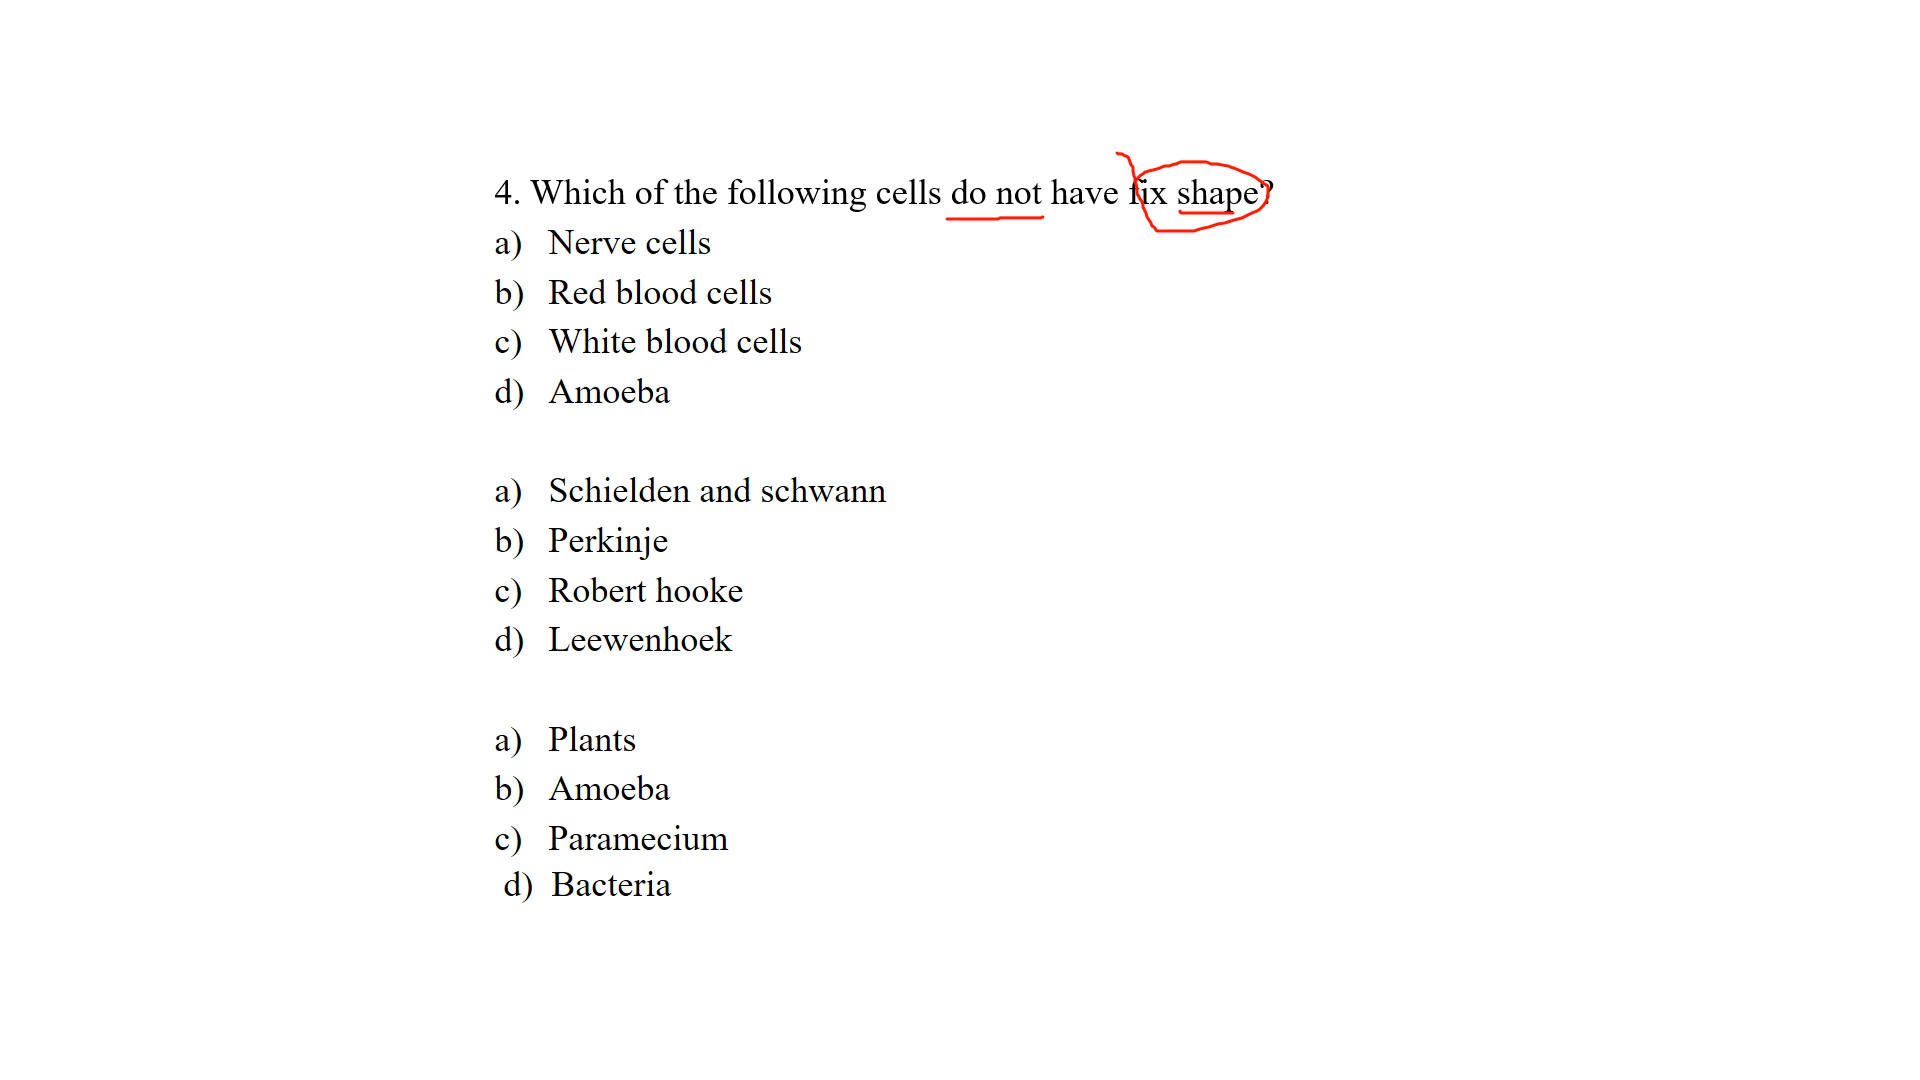 4. Which of the following cells do not have fix shape?
a) Nerve cells
b) Red blood cells
c) White blood cells
d) Amoeba
a) Schielden and schwann
b) Perkinje
c) Robert hooke
d) Leewenhoek
a) Plants
b) Amoeba
c) Paramecium
d) Bacteria